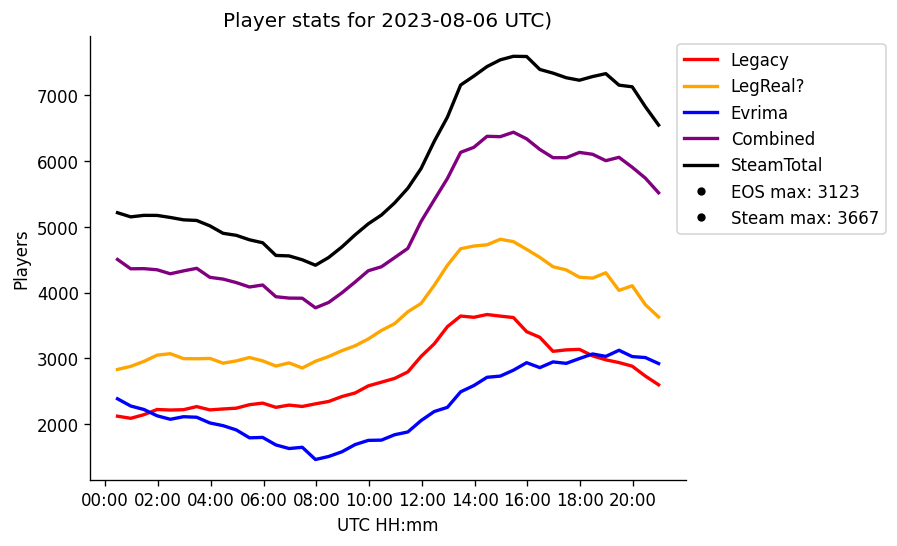 Player stats for 2023-08-06 UTC)
Legacy
LegReal?
Evrima
Combined
SteamTotal
EOS max: 3123
Steam max: 3667
7000
6000
5000
4000
3000
2000
Players
00:00 02:00 04:00 06:00 08:00 10:00 12:00 14:00 16:00 18:00 20:00
UTC HH:mm